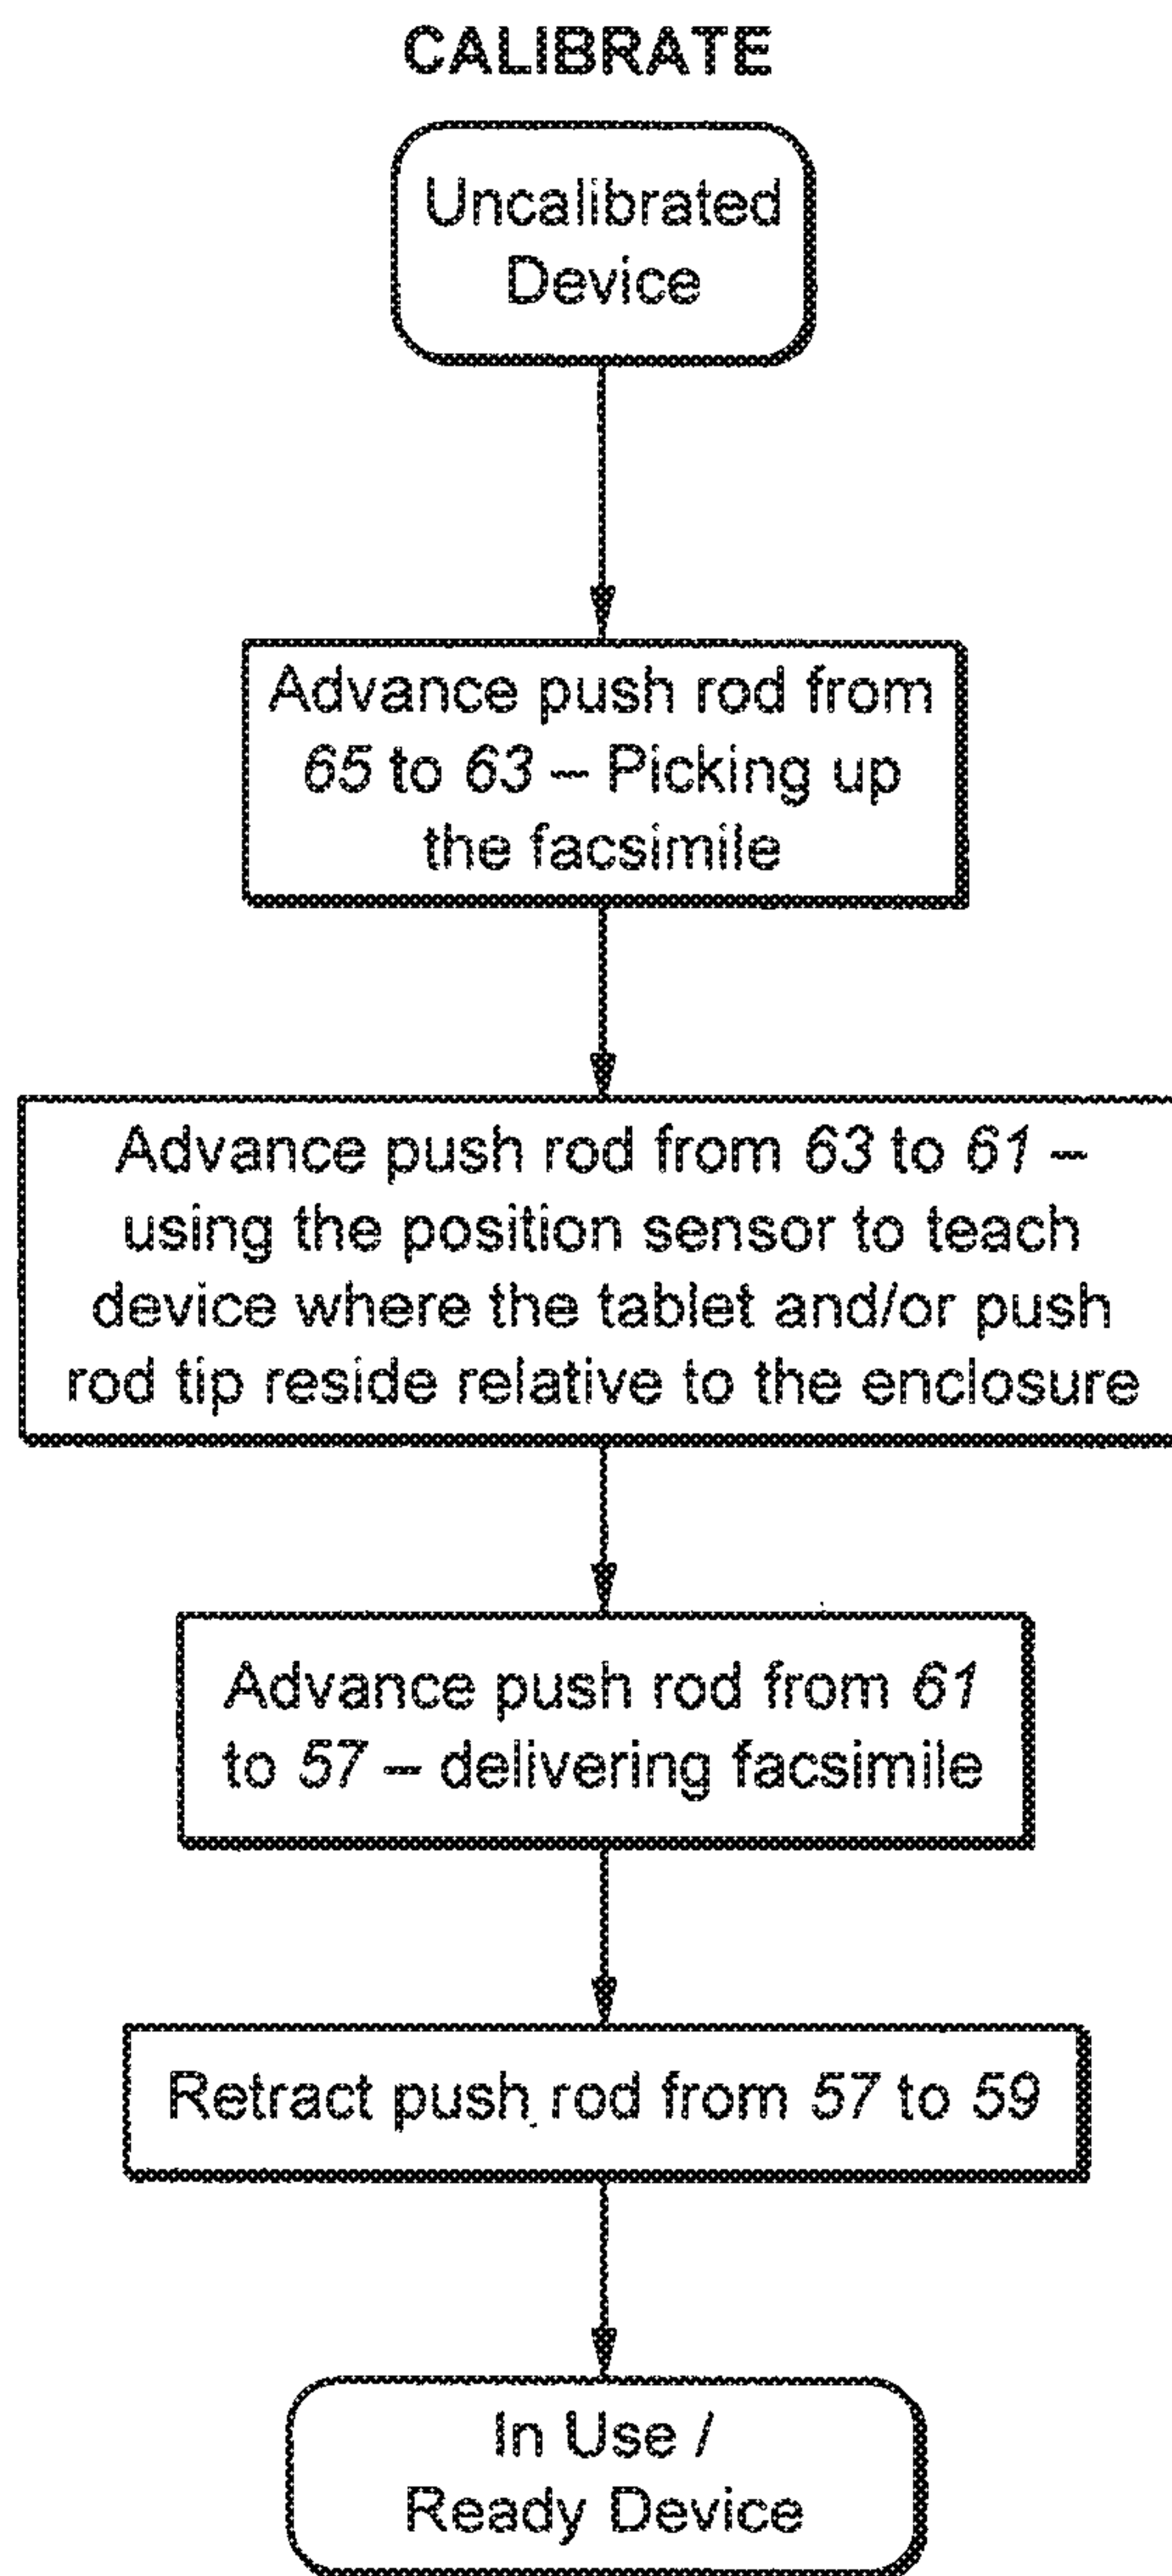 CALIBRATE
Uncalibrated
Device
Advance push rod from
65 to 63 – Picking up
the facsimile
Advance push rod from 63 to 61 –
using the position sensor to teach
device where the tablet and/or push
rod tip reside relative to the enclosure
Advance push rod from 61
to 57 – delivering facsimile
Retract push rod from 57 to 59
In Use /
Ready Device